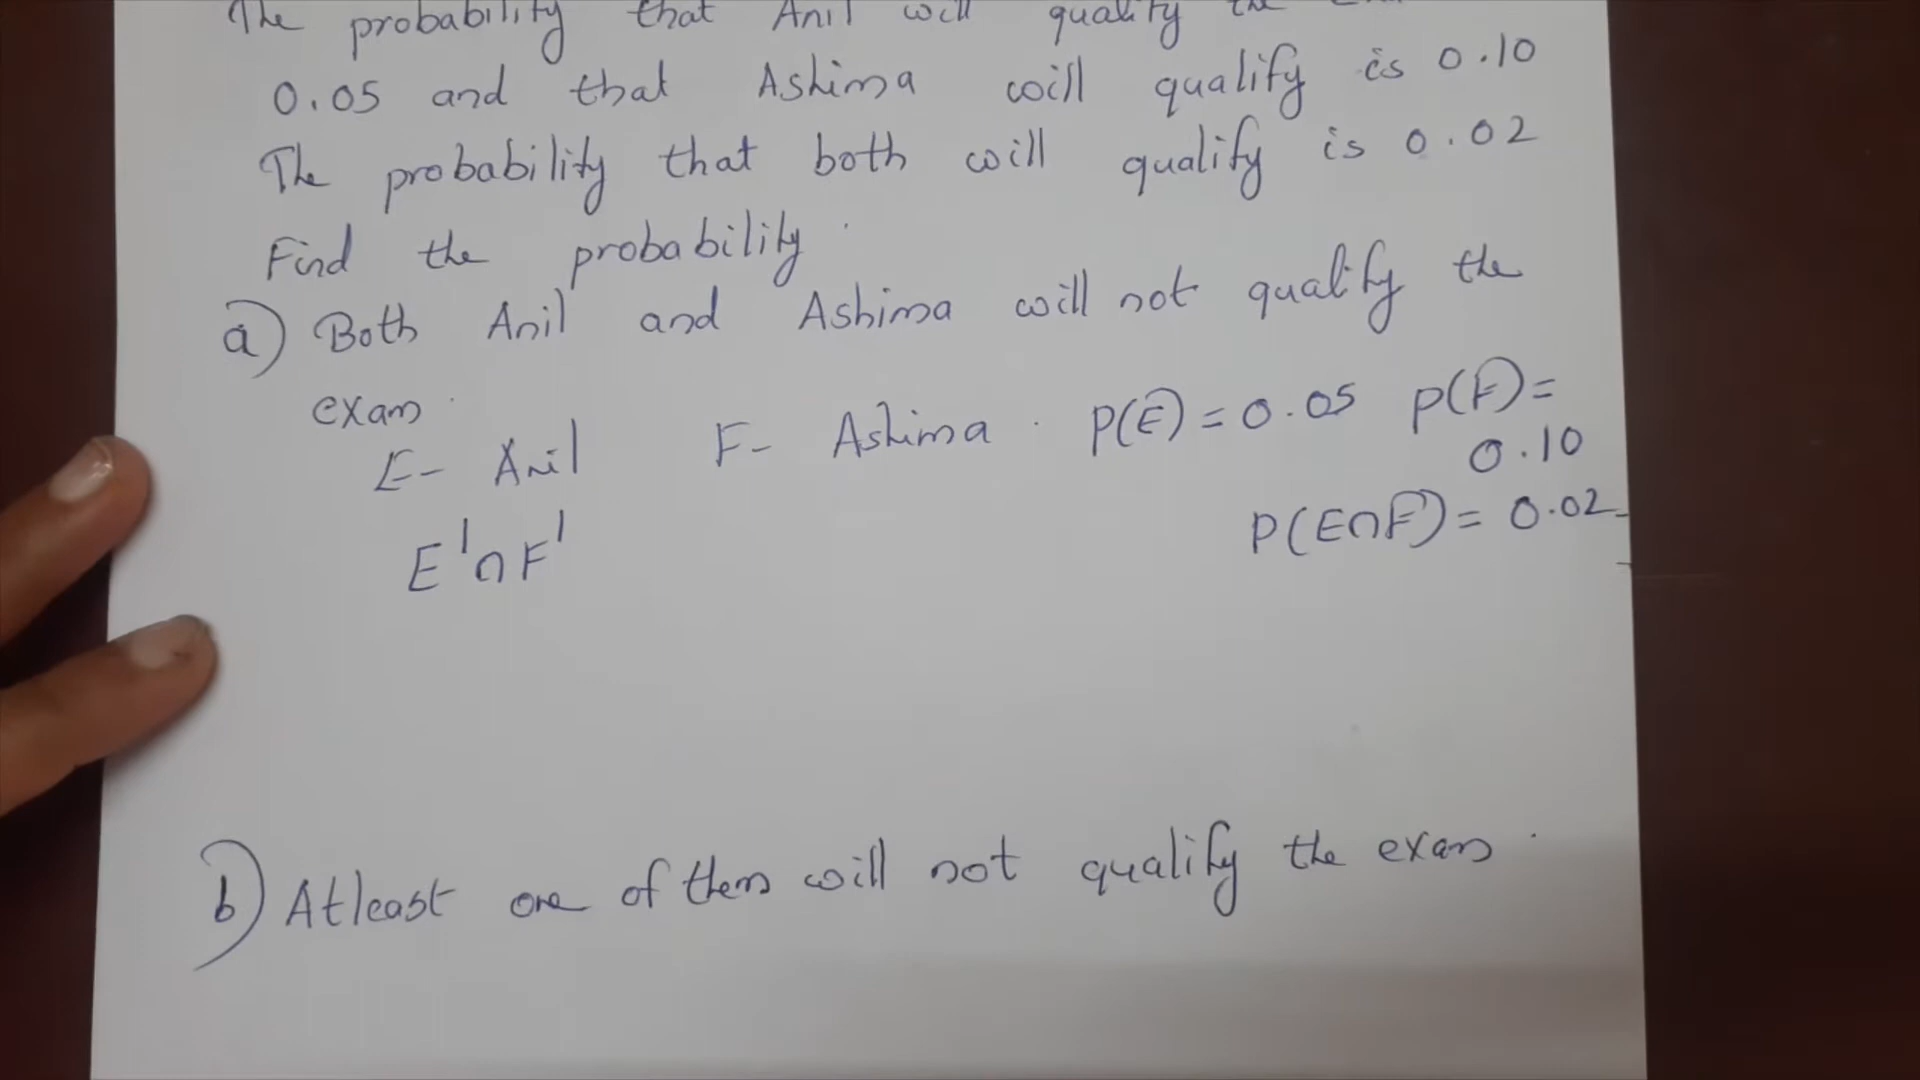 The probability that Anil will qualify the
0.05 and that Ashima will qualify is 0.10
The probability that both will qualify is 0.02
Find the probability.
a) Both Anil and Ashima will not qualify the
exam.
E- Anil F- Ashima. P(E) = 0.05 P(F) =
0.10
E'∩F' P(E∩F) = 0.02
b) Atleast one of them will not qualify the exam.